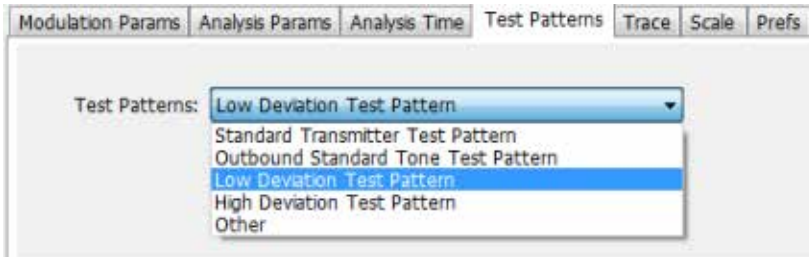 Modulation Params Analysis Params Analysis Time Test Patterns Trace Scale Prefs
Test Patterns: Low Deviation Test Pattern
Standard Transmitter Test Pattern
Outbound Standard Tone Test Pattern
Low Deviation Test Pattern
High Deviation Test Pattern
Other